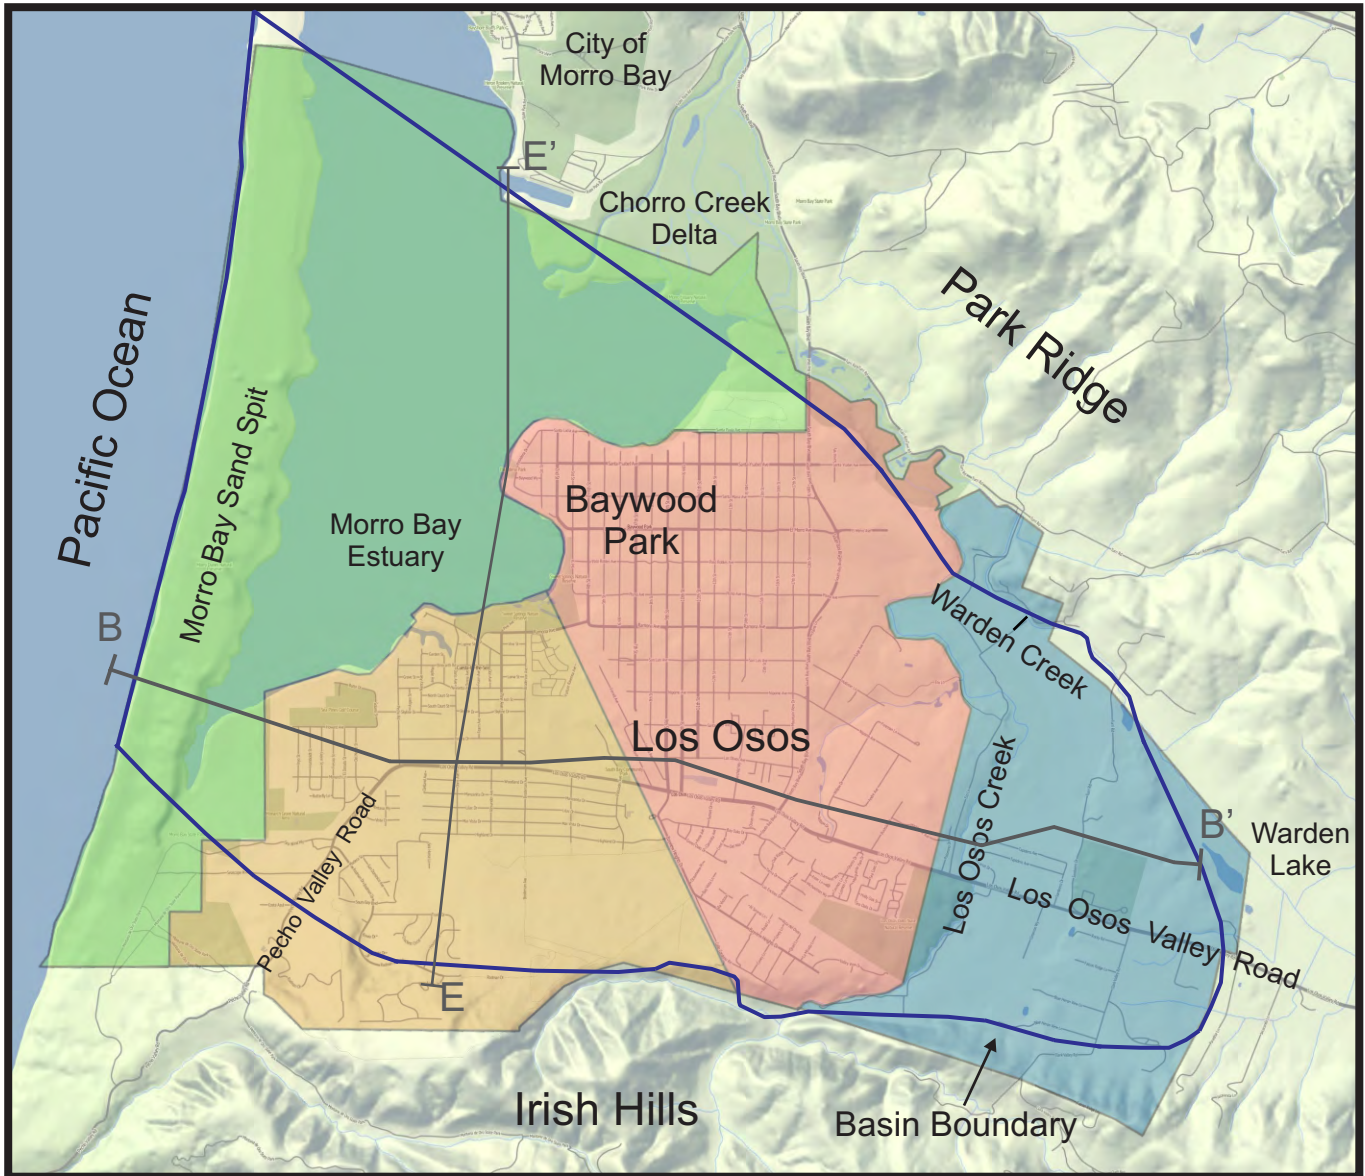 City of
Morro Bay
E’
Chorro Creek
Delta
Park Ridge
Pacific Ocean
Morro Bay Sand Spit
Morro Bay
Estuary
Baywood
Park
B
Warden Creek
Los Osos
Los Osos Creek
B’
Warden
Lake
Pecho Valley Road
Los Osos Valley Road
E
Irish Hills
Basin Boundary